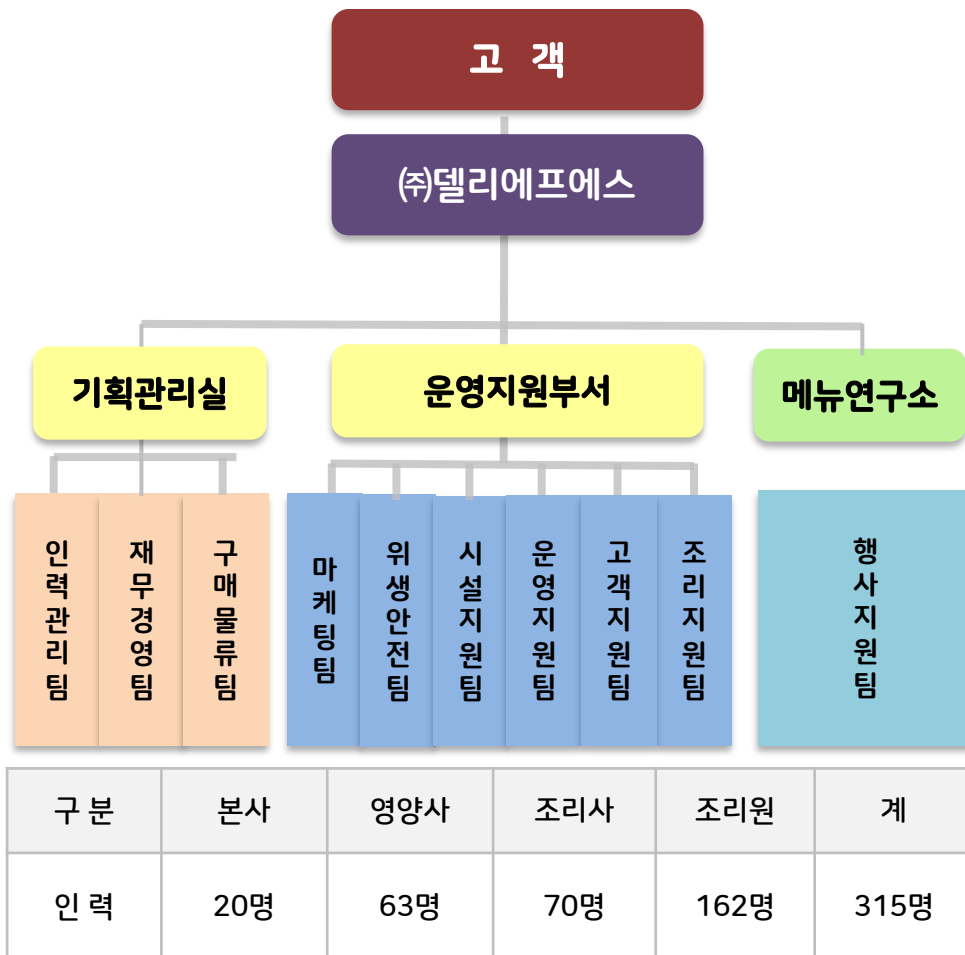 고 객
㈜델리에프에스
기획관리실
운영지원부서
메뉴연구소
인력관리팀
재무경영팀
구매물류팀
마케팅팀
위생안전팀
시설지원팀
운영지원팀
고객지원팀
조리지원팀
행사지원팀
구 분 본사 영양사 조리사 조리원 계
인 력 20명 63명 70명 162명 315명